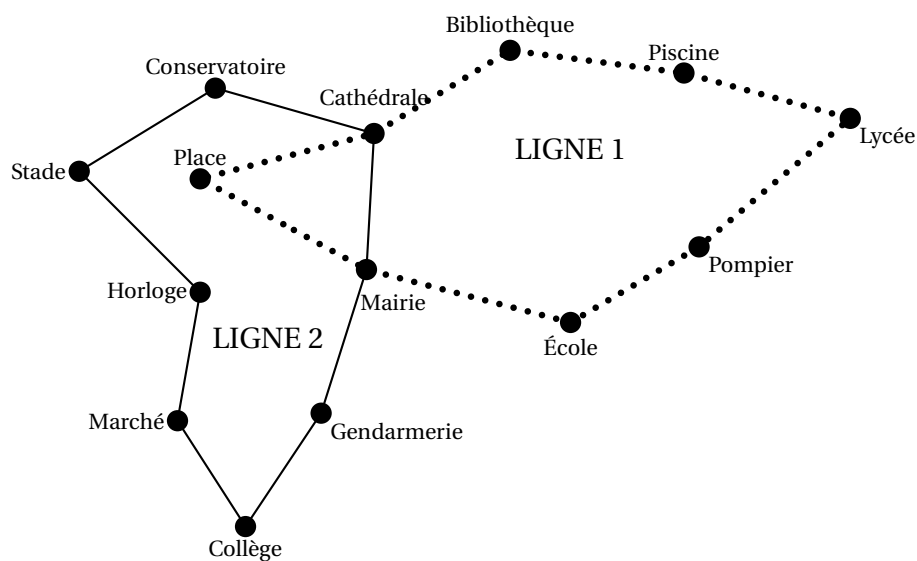 Bibliothèque
Piscine
Conservatoire
Cathédrale
Lycée
LIGNE 1
Place
Stade
Pompier
Horloge
Mairie
LIGNE 2
École
Marché
Gendarmerie
Collège